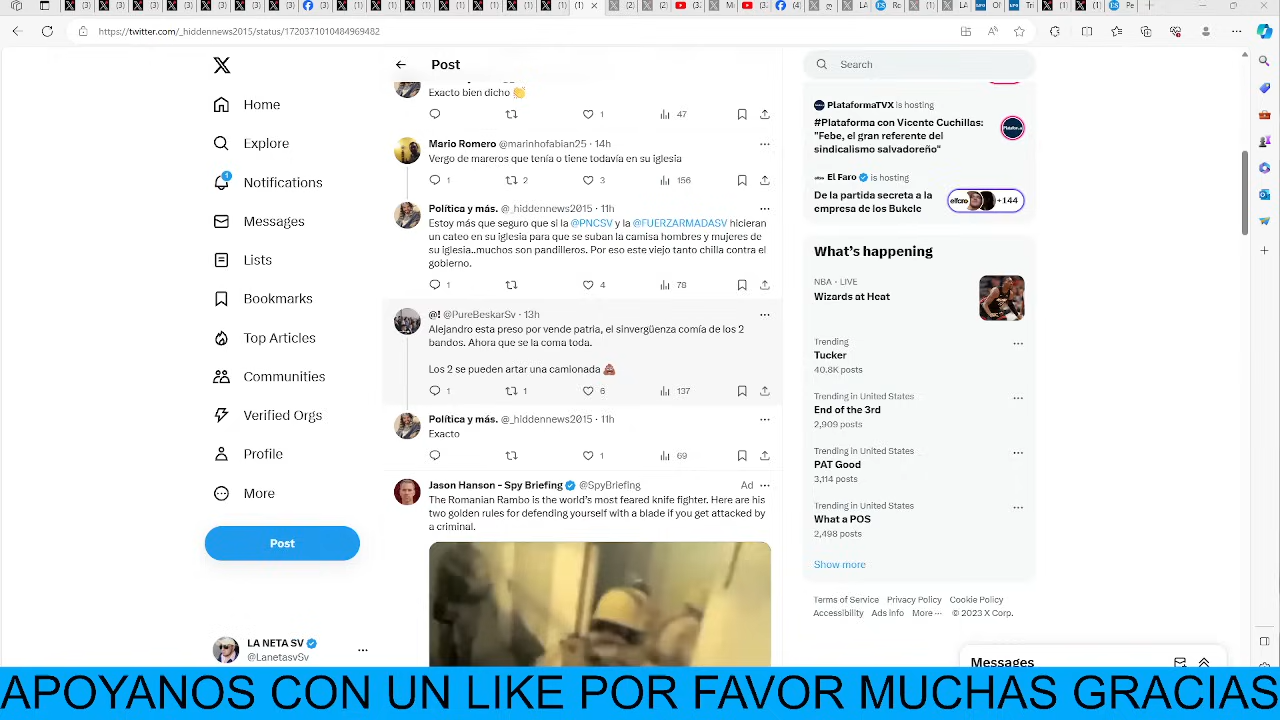 https://twitter.com/_hiddennews2015/status/1720371010484969482
Home
Explore
1
Notifications
Messages
Lists
Bookmarks
Top Articles
Communities
Verified Orgs
Profile
More
Post
LA NETA SV
@LanetasvSv
Post
Exacto bien dicho 👏
1 47
Mario Romero @marinhofabian25 · 14h
Vergo de mareros que tenía o tiene todavía en su iglesia
1 2 3 156
Política y más. @_hiddennews2015 · 11h
Estoy más que seguro que si la @PNCSV y la @FUERZARMADASV hicieran
un cateo en su iglesia para que se suban la camisa hombres y mujeres de
su iglesia..muchos son pandilleros. Por eso este viejo tanto chilla contra el
gobierno.
1 4 78
@! @PureBeskarSv · 13h
Alejandro esta preso por vende patria, el sinvergüenza comía de los 2
bandos. Ahora que se la coma toda.
Los 2 se pueden artar una camionada 💩
1 1 6 137
Política y más. @_hiddennews2015 · 11h
Exacto
1 69
Jason Hanson - Spy Briefing @SpyBriefing Ad
The Romanian Rambo is the world's most feared knife fighter. Here are his
two golden rules for defending yourself with a blade if you get attacked by
a criminal.
Search
PlataformaTVX is hosting
#Plataforma con Vicente Cuchillas:
"Febe, el gran referente del
sindicalismo salvadoreño"
El Faro is hosting
De la partida secreta a la
empresa de los Bukele
elfaro +144
What's happening
NBA · LIVE
Wizards at Heat
Trending
Tucker
40.8K posts
Trending in United States
End of the 3rd
2,909 posts
Trending in United States
PAT Good
3,114 posts
Trending in United States
What a POS
2,498 posts
Show more
Terms of Service Privacy Policy Cookie Policy
Accessibility Ads info More ··· © 2023 X Corp.
Messages
APOYANOS CON UN LIKE POR FAVOR MUCHAS GRACIAS